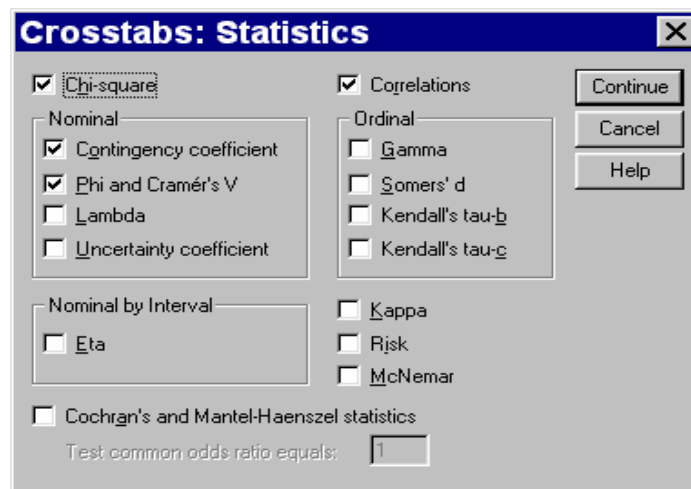 Crosstabs: Statistics
Chi-square
Correlations
Continue
Cancel
Help
Nominal
Contingency coefficient
Phi and Cramér's V
Lambda
Uncertainty coefficient
Ordinal
Gamma
Somers' d
Kendall's tau-b
Kendall's tau-c
Nominal by Interval
Eta
Kappa
Risk
McNemar
Cochran's and Mantel-Haenszel statistics
Test common odds ratio equals: 1